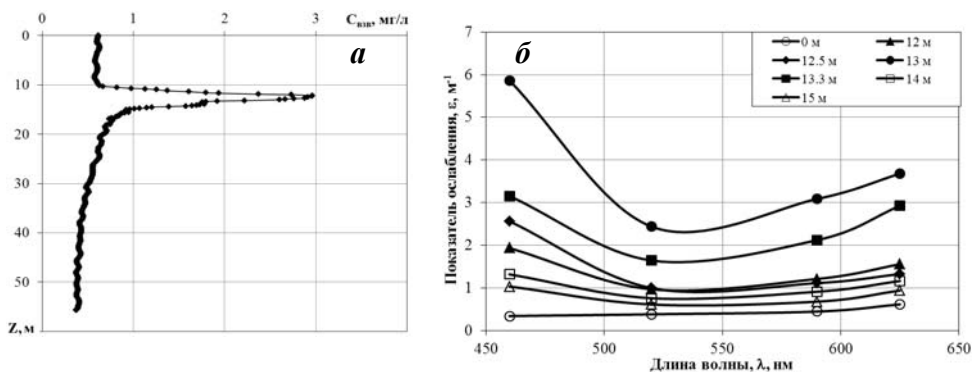 0 1 2 3 4
C_взв, мг/л
а
0
10
20
30
40
50
Z, м
б
Показатель ослабления, ε, м⁻¹
7
6
5
4
3
2
1
0
0 м 12 м
12.5 м 13 м
13.3 м 14 м
15 м
450 500 550 600 650
Длина волны, λ, нм